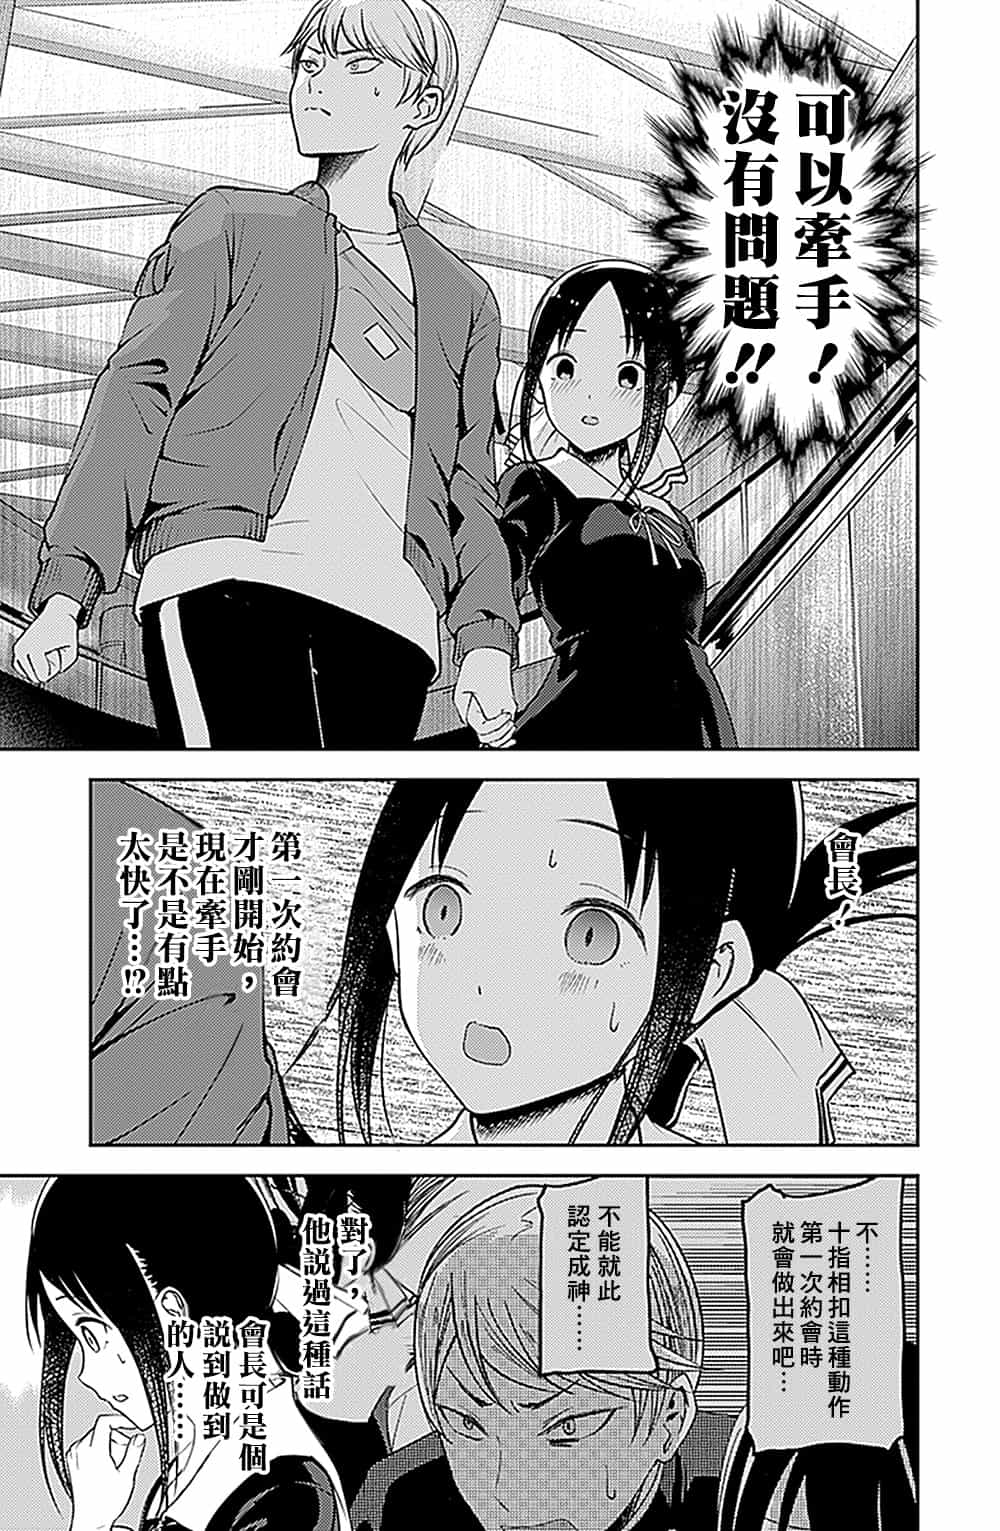 可以牽手！
沒有問題!!
會長！
第一次約會
才剛開始，
現在牽手
是不是有點
太快了⋯⋯!?
不⋯⋯
十指相扣這種動作
第一次約會時
就會做出來吧⋯
不能就此
認定成神⋯⋯
對了，
他說過這種話
會長可是個
說到做到
的人⋯⋯